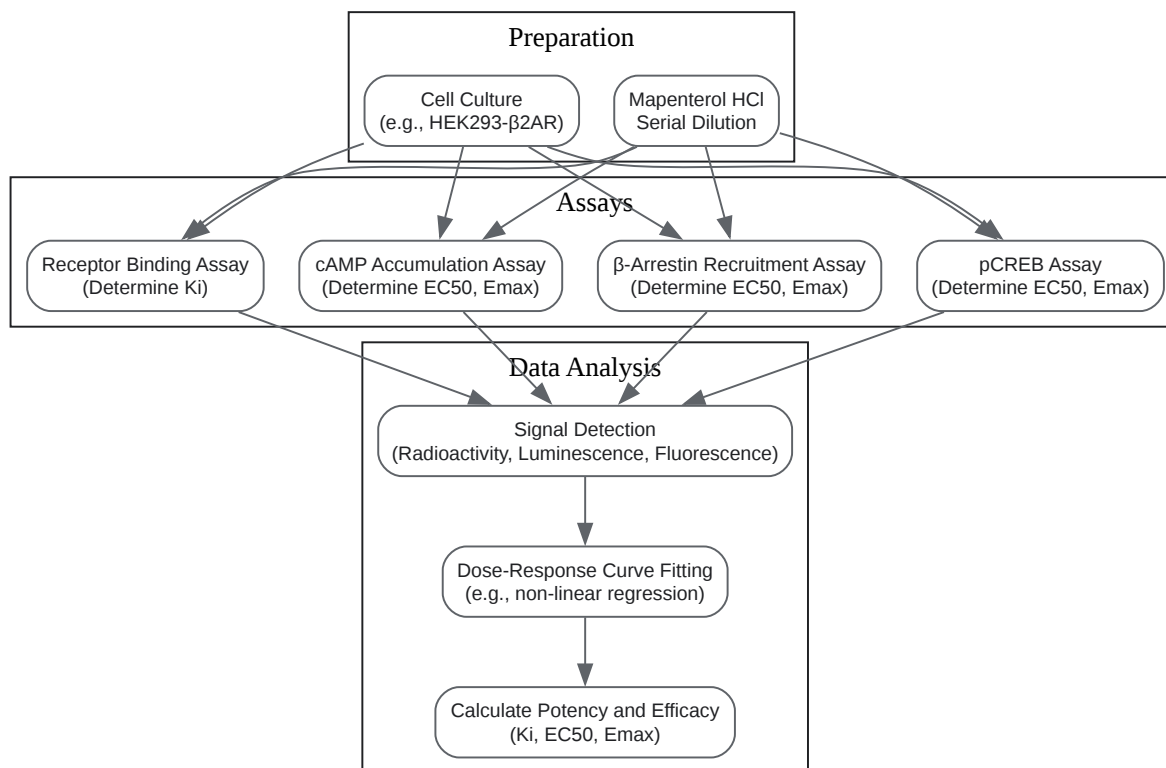 Preparation
Cell Culture
(e.g., HEK293-β2AR)
Mapenterol HCl
Serial Dilution
Assays
Receptor Binding Assay
(Determine Ki)
cAMP Accumulation Assay
(Determine EC50, Emax)
β-Arrestin Recruitment Assay
(Determine EC50, Emax)
pCREB Assay
(Determine EC50, Emax)
Data Analysis
Signal Detection
(Radioactivity, Luminescence, Fluorescence)
Dose-Response Curve Fitting
(e.g., non-linear regression)
Calculate Potency and Efficacy
(Ki, EC50, Emax)